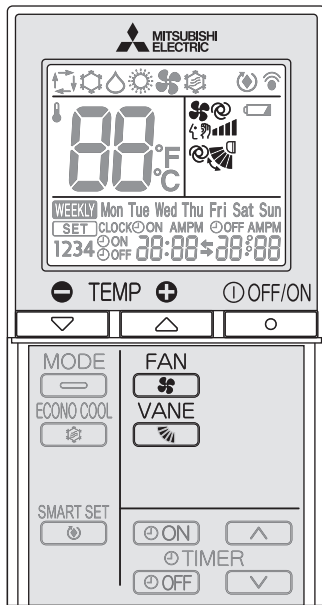 MITSUBISHI
ELECTRIC
88°F
°C
WEEKLY Mon Tue Wed Thu Fri Sat Sun
SET CLOCK ON AMPM OFF AMPM
1234 ON OFF 88:88 88:88
TEMP OFF/ON
MODE FAN
ECONO COOL VANE
SMART SET
ON
TIMER
OFF